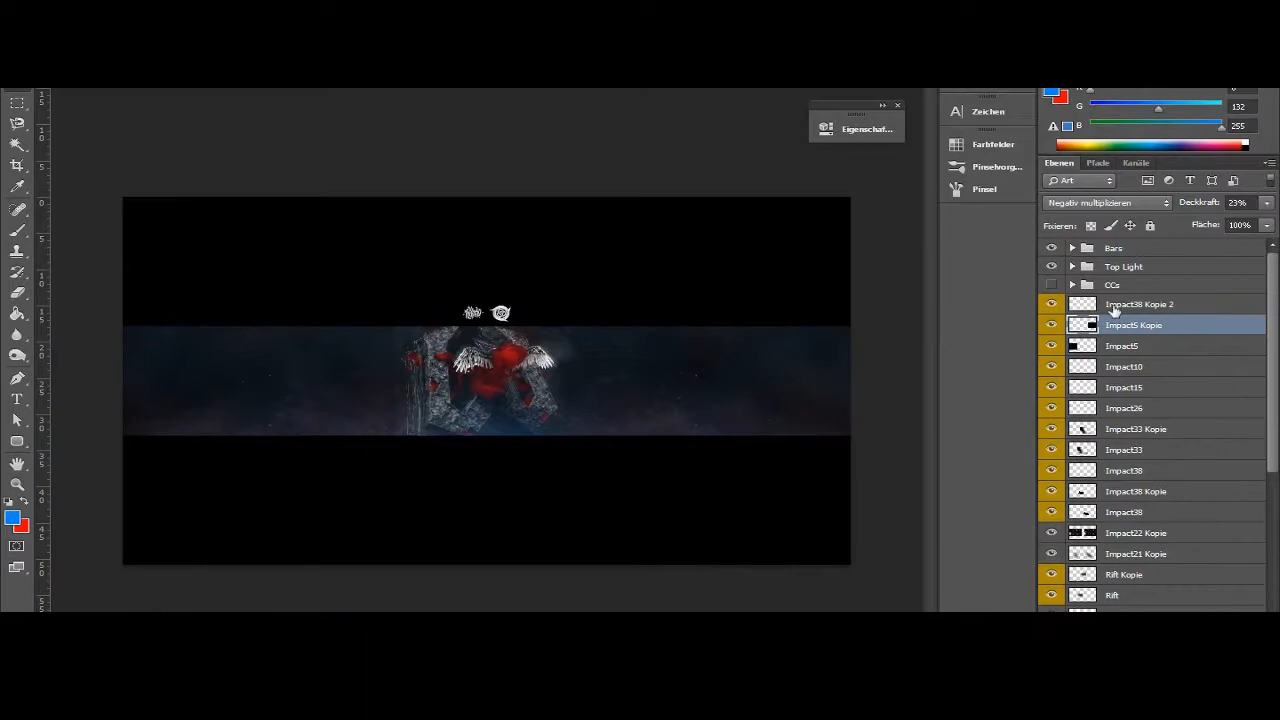 Eigenschaf...
Zeichen
Farbfelder
Pinselvorg...
Pinsel
G 132
B 255
Ebenen Pfade Kanäle
Art
Negativ multiplizieren Deckkraft: 23%
Fixieren: Fläche: 100%
Bars
Top Light
CCs
Impact38 Kopie 2
Impact5 Kopie
Impact5
Impact10
Impact15
Impact26
Impact33 Kopie
Impact33
Impact38
Impact38 Kopie
Impact38
Impact22 Kopie
Impact21 Kopie
Rift Kopie
Rift